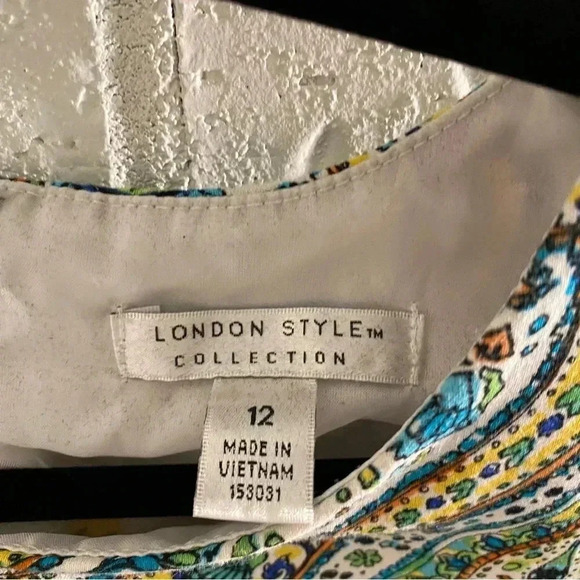 LONDON STYLE™
COLLECTION
12
MADE IN
VIETNAM
153031